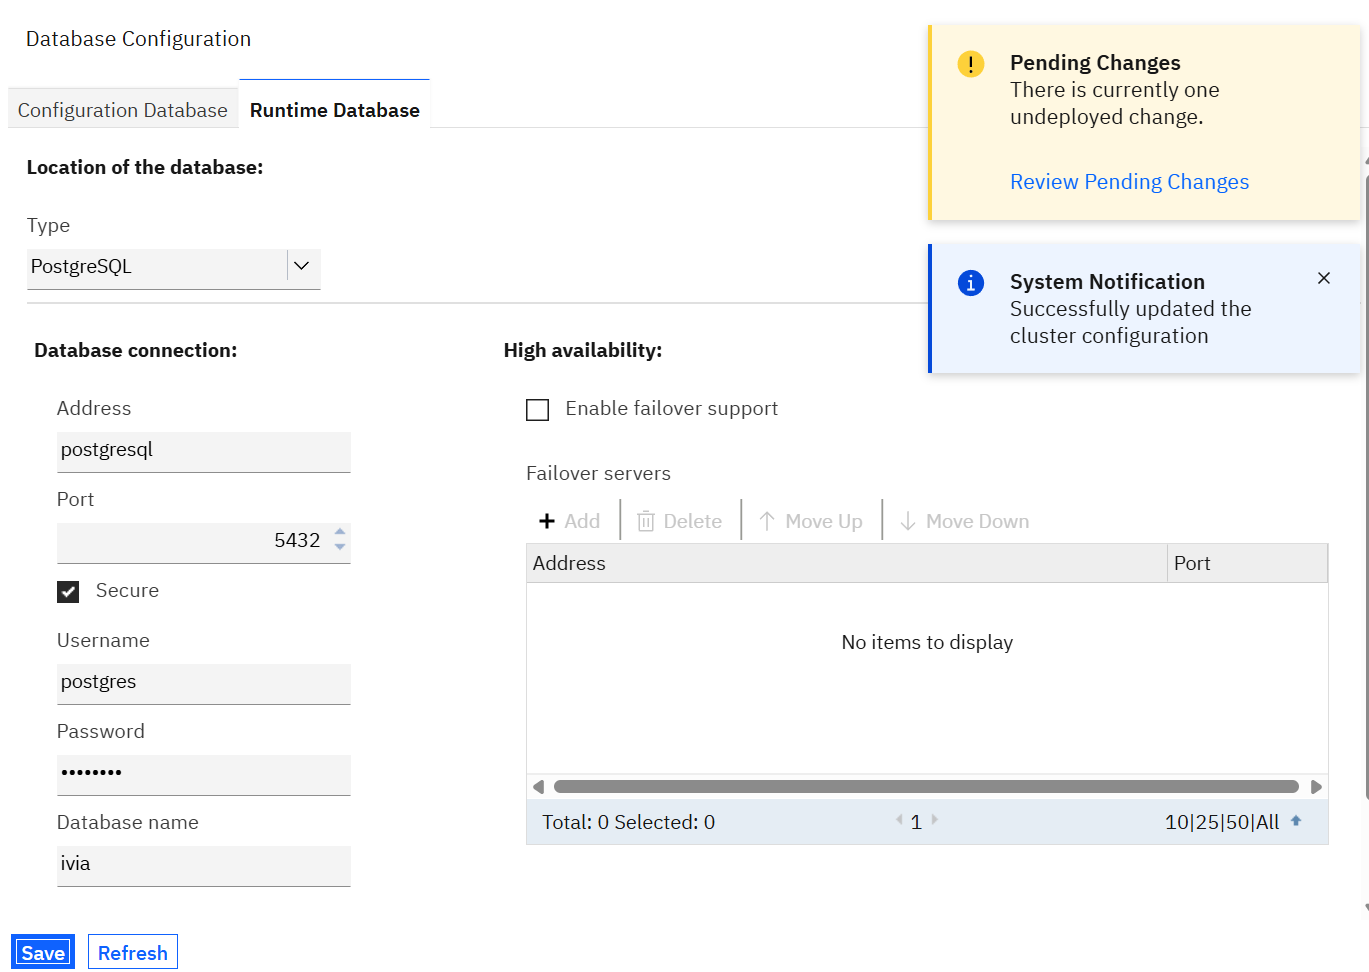 Database Configuration
Configuration Database
Runtime Database
Pending Changes
There is currently one
undeployed change.
Review Pending Changes
System Notification
Successfully updated the
cluster configuration
Location of the database:
Type
PostgreSQL
Database connection:
Address
postgresql
Port
5432
Secure
Username
postgres
Password
••••••••
Database name
ivia
High availability:
Enable failover support
Failover servers
Add
Delete
Move Up
Move Down
Address
Port
No items to display
Total: 0 Selected: 0
1
10|25|50|All
Save
Refresh